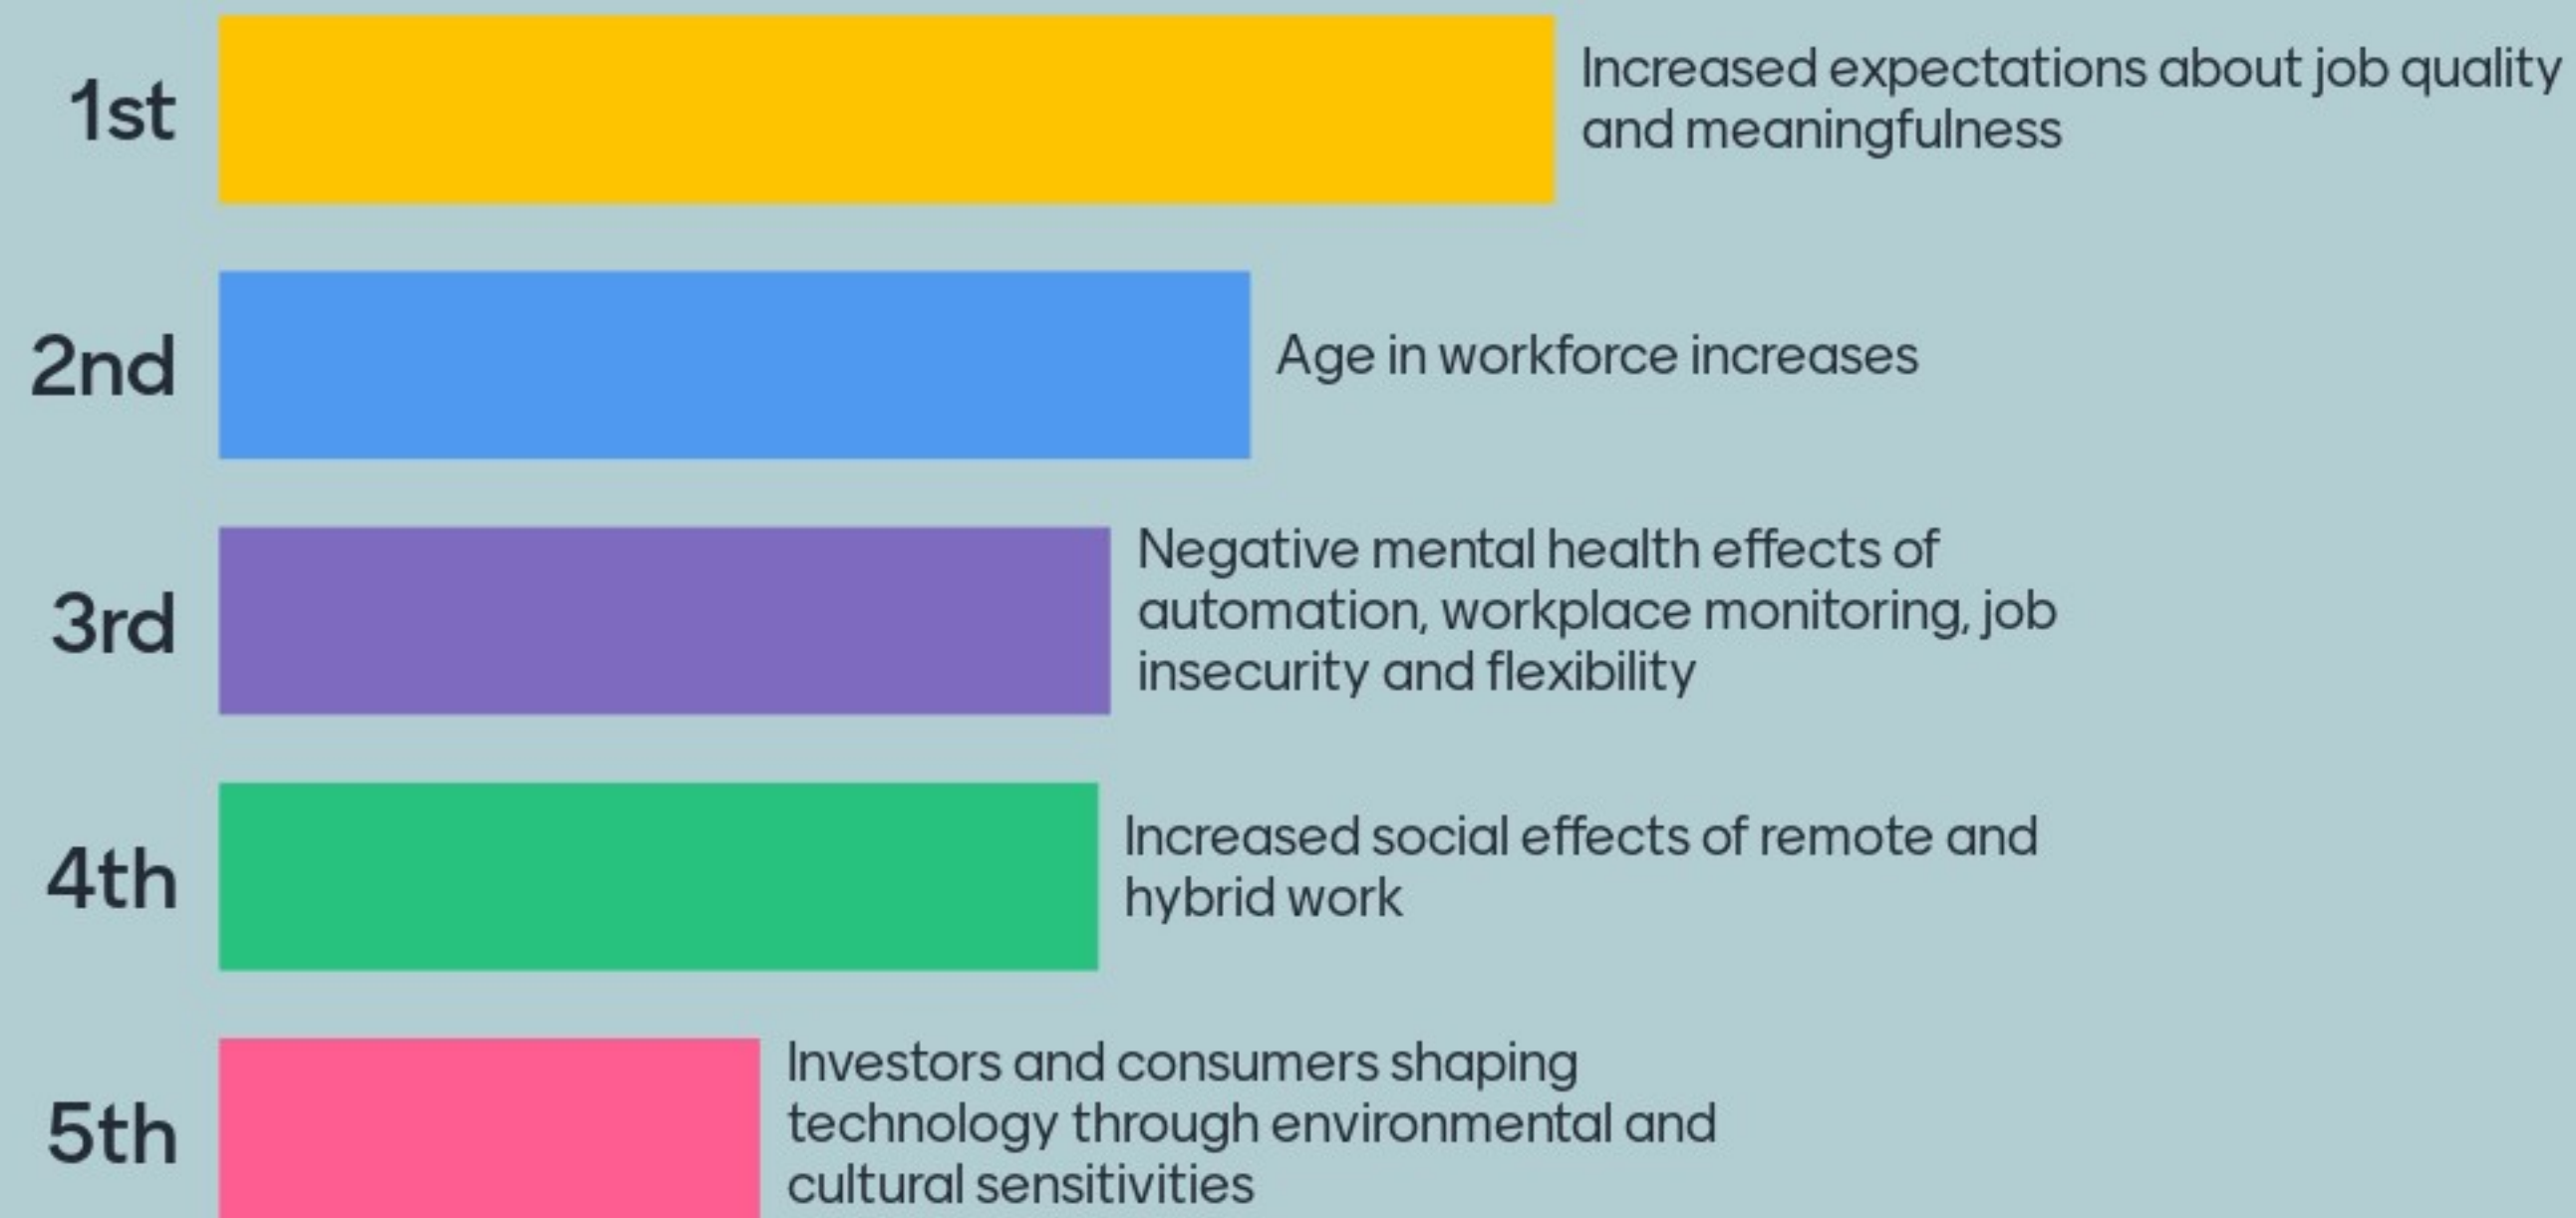 1st
Increased expectations about job quality
and meaningfulness
2nd
Age in workforce increases
3rd
Negative mental health effects of
automation, workplace monitoring, job
insecurity and flexibility
4th
Increased social effects of remote and
hybrid work
5th
Investors and consumers shaping
technology through environmental and
cultural sensitivities